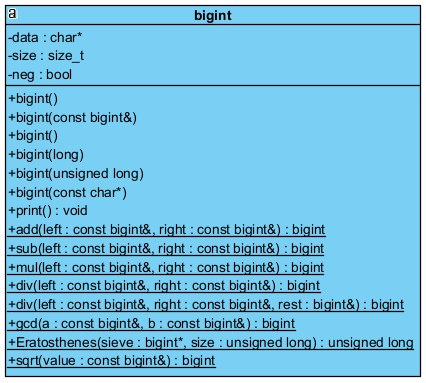 a
bigint
-data : char*
-size : size_t
-neg : bool
+bigint()
+bigint(const bigint&)
+bigint()
+bigint(long)
+bigint(unsigned long)
+bigint(const char*)
+print() : void
+add(left : const bigint&, right : const bigint&) : bigint
+sub(left : const bigint&, right : const bigint&) : bigint
+mul(left : const bigint&, right : const bigint&) : bigint
+div(left : const bigint&, right : const bigint&) : bigint
+div(left : const bigint&, right : const bigint&, rest : bigint&) : bigint
+gcd(a : const bigint&, b : const bigint&) : bigint
+Eratosthenes(sieve : bigint*, size : unsigned long) : unsigned long
+sqrt(value : const bigint&) : bigint